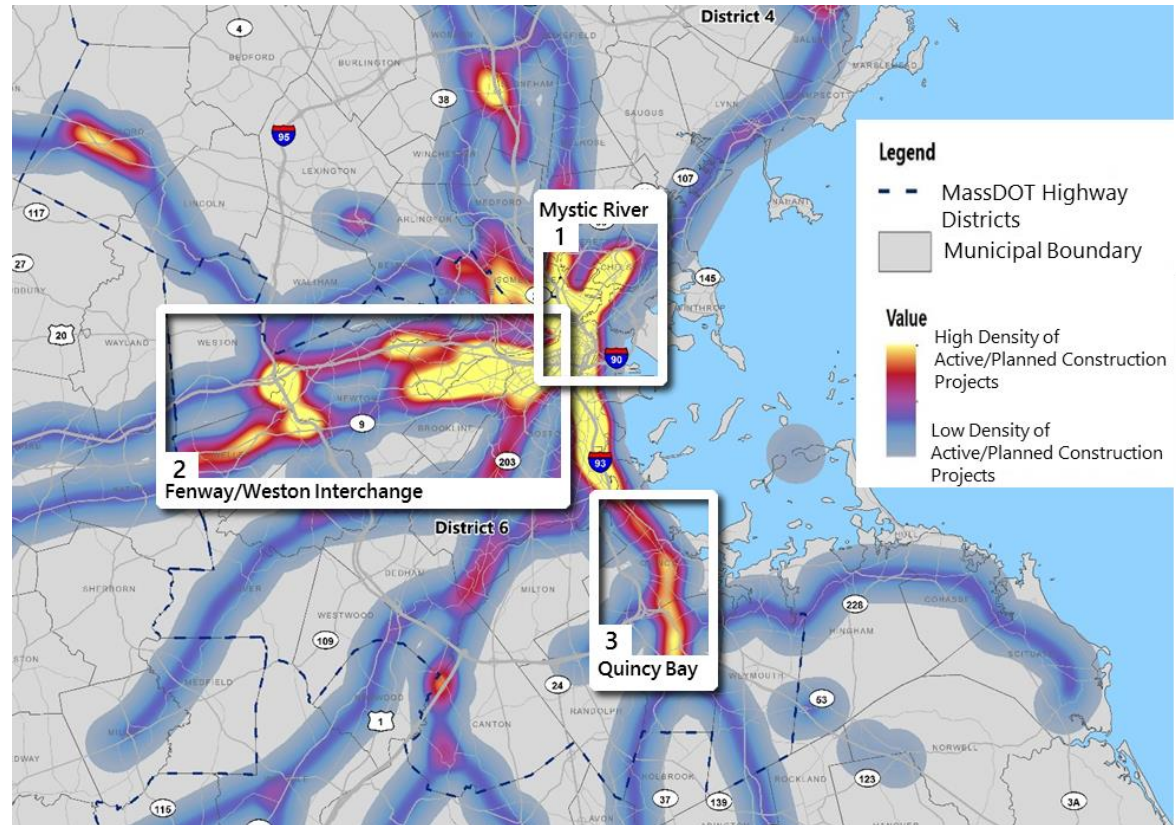 District 4
4
BEDFORD
BURLINGTON
38
95
SAUGUS
LYNN
MARBLEHEAD
LEXINGTON
WINCHESTER
107
NAHANT
117
LINCOLN
ARLINGTON
MEDFORD
Mystic River
1
27
WALTHAM
145
WINTHROP
20
WAYLAND
WESTON
90
NEWTON
9
BROOKLINE
203
93
2
Fenway/Weston Interchange
District 6
DEDHAM
MILTON
SHERBORN
WESTWOOD
109
3
Quincy Bay
228
HULL
COHASSET
HINGHAM
SCITUATE
MEDFIELD
24
RANDOLPH
WEYMOUTH
53
1
CANTON
NORWELL
123
HOLBROOK
ROCKLAND
37
139
115
AVON
HANOVER
3A
Legend
MassDOT Highway
Districts
Municipal Boundary
Value
High Density of
Active/Planned Construction
Projects
Low Density of
Active/Planned Construction
Projects